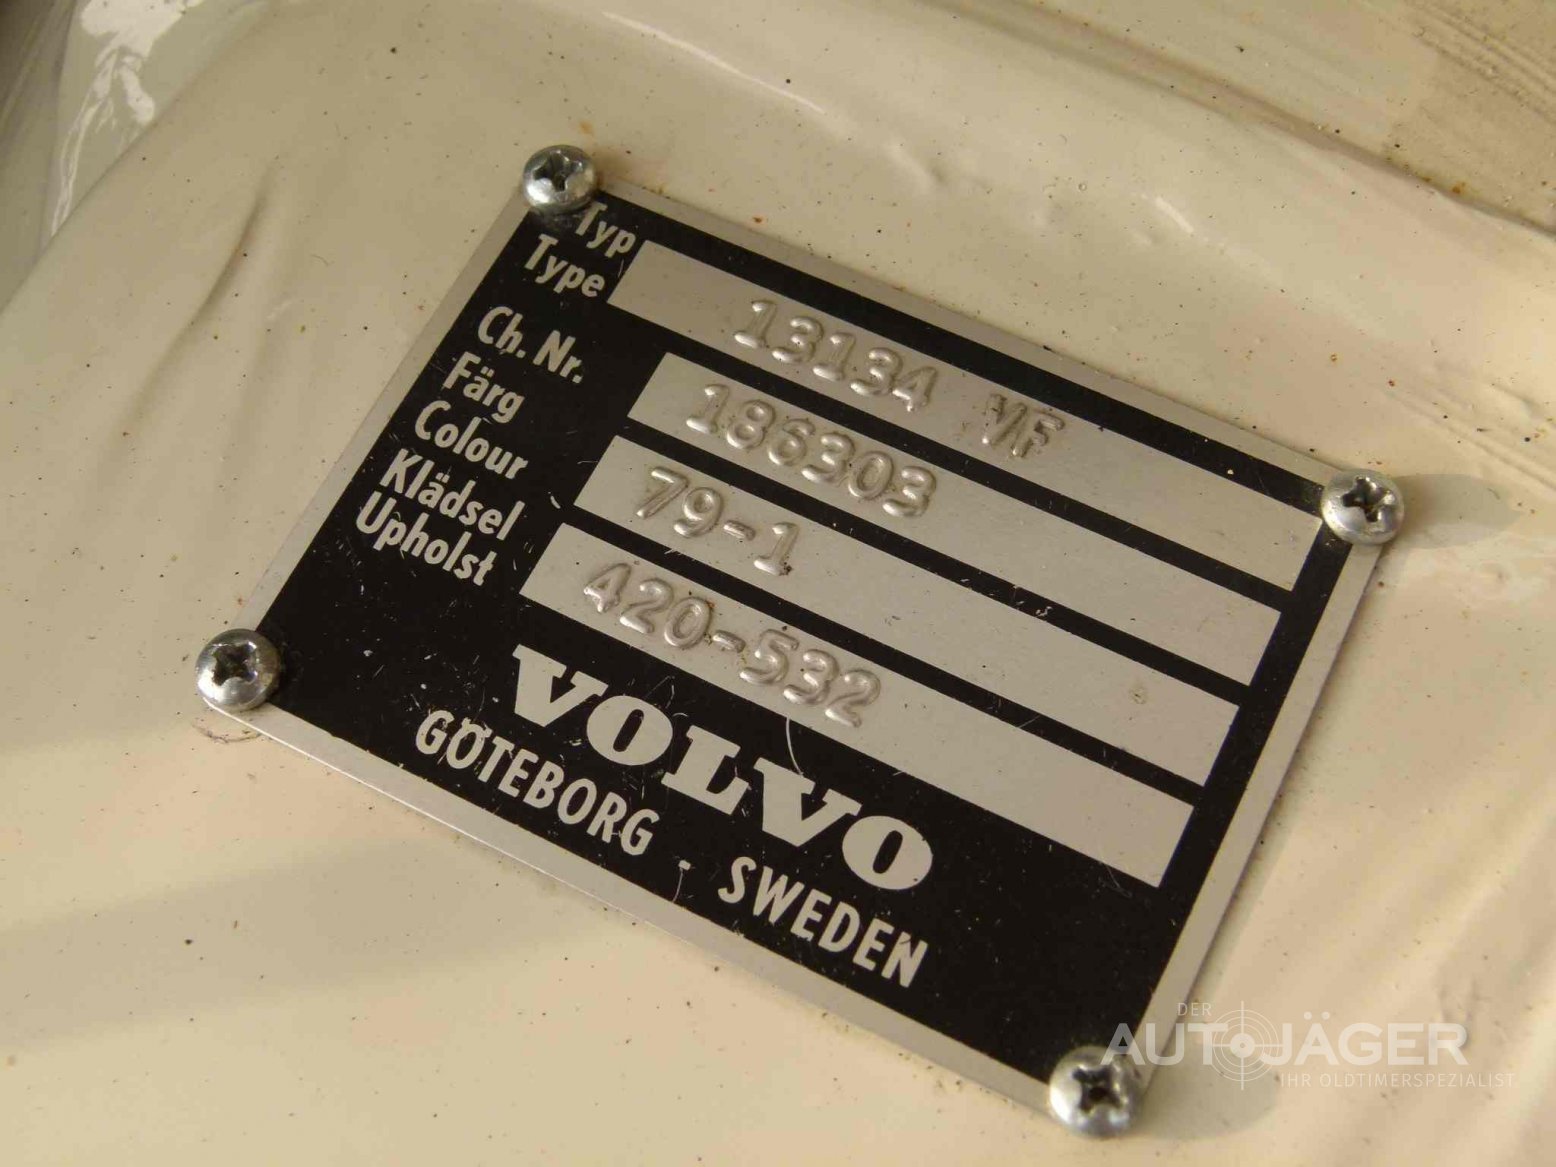 Typ
Type 13134 VF
Ch. Nr. 186303
Färg
Colour 79-1
Klädsel
Upholst 420-532
VOLVO
GÖTEBORG · SWEDEN
DER
AUTOJÄGER
IHR OLDTIMERSPEZIALIST